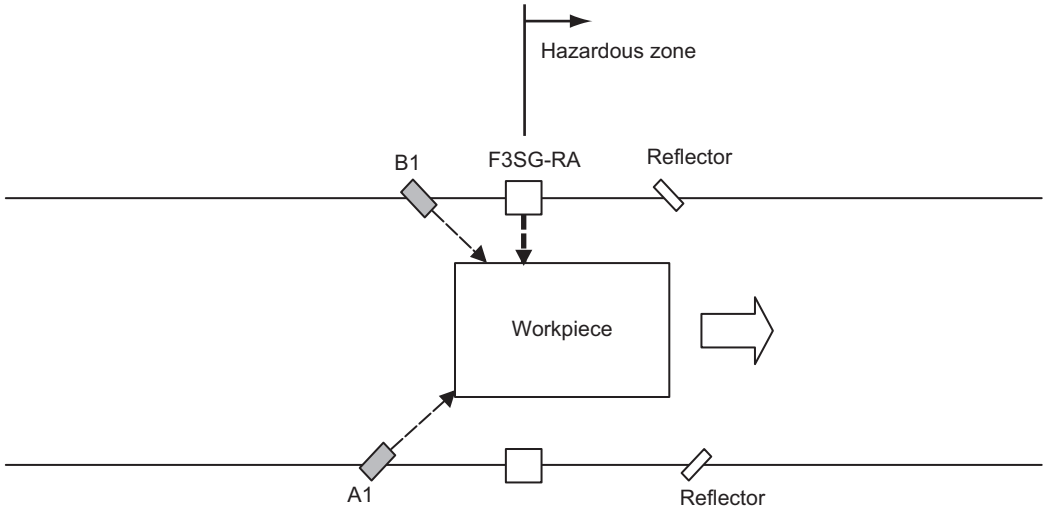 Hazardous zone
B1
F3SG-RA
Reflector
Workpiece
A1
Reflector